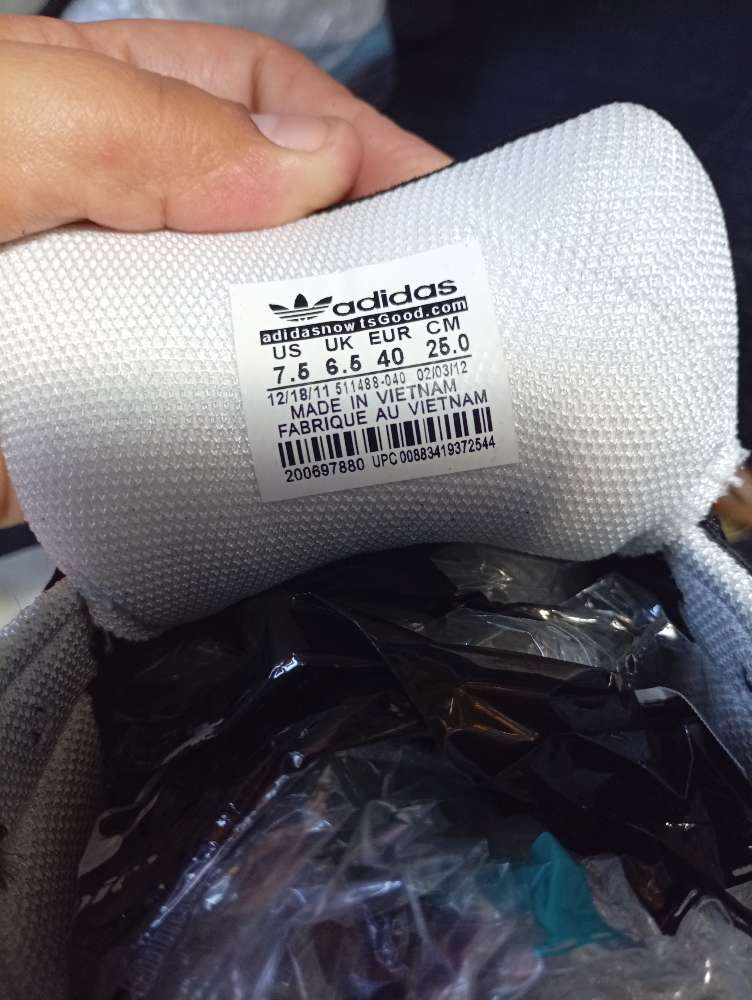 adidas
adidasnowtsGood.com
US UK EUR CM
7.5 6.5 40 25.0
12/18/11 511488-040 02/03/12
MADE IN VIETNAM
FABRIQUE AU VIETNAM
200697880 UPC 00883419372544